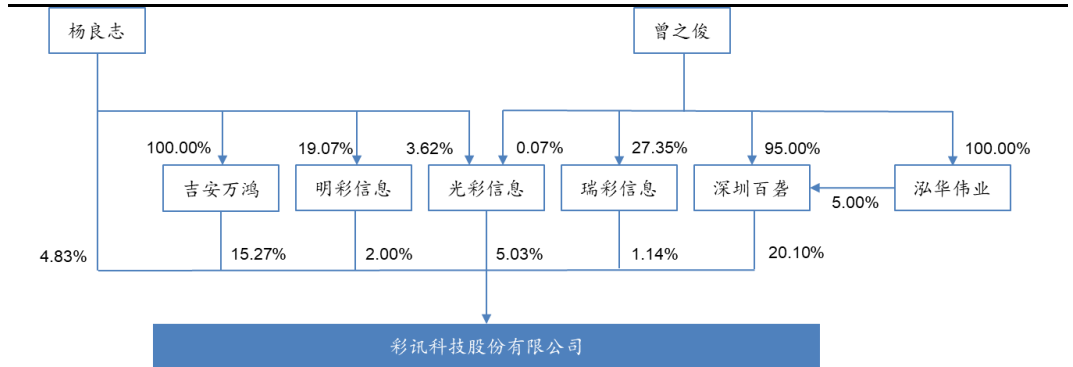 杨良志
曾之俊
100.00%
19.07%
3.62%
0.07%
27.35%
95.00%
100.00%
吉安万鸿
明彩信息
光彩信息
瑞彩信息
深圳百砻
泓华伟业
5.00%
4.83%
15.27%
2.00%
5.03%
1.14%
20.10%
彩讯科技股份有限公司